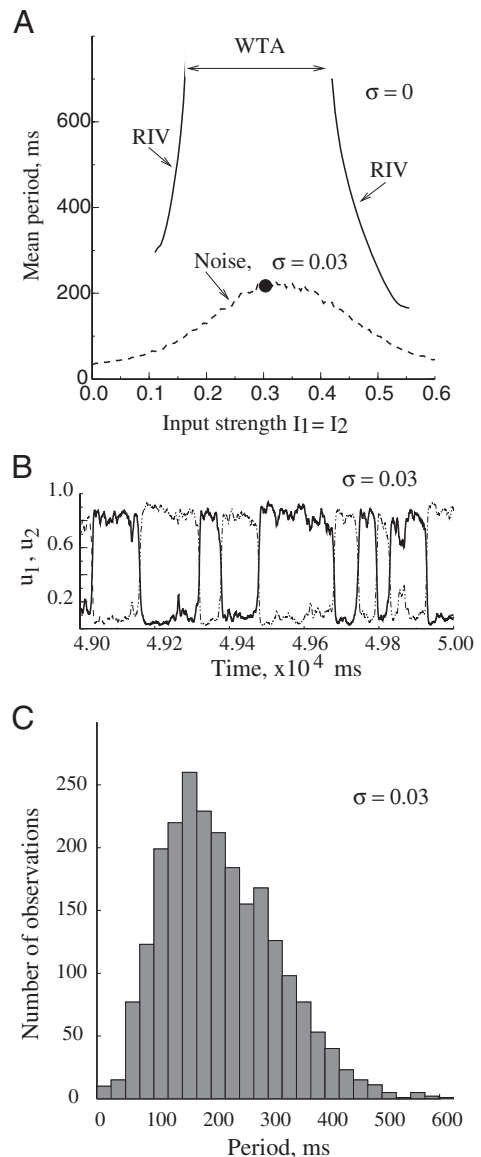 A
WTA
σ = 0
RIV
RIV
Noise, σ = 0.03
Mean period, ms
600
400
200
0
0.0 0.1 0.2 0.3 0.4 0.5 0.6
Input strength I1 = I2
B
σ = 0.03
u1, u2
1.0
0.6
0.2
4.90 4.92 4.94 4.96 4.98 5.00
Time, x10^4 ms
C
σ = 0.03
Number of observations
250
200
150
100
50
0
0 100 200 300 400 500 600
Period, ms